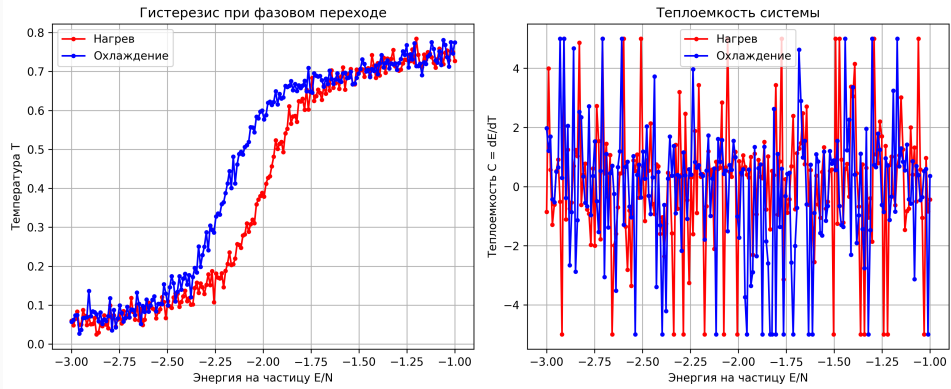 Гистерезис при фазовом переходе
Нагрев
Охлаждение
Температура T
0.8
0.7
0.6
0.5
0.4
0.3
0.2
0.1
0.0
−3.00 −2.75 −2.50 −2.25 −2.00 −1.75 −1.50 −1.25 −1.00
Энергия на частицу E/N
Теплоемкость системы
Нагрев
Охлаждение
Теплоемкость C = dE/dT
4
2
0
−2
−4
−3.00 −2.75 −2.50 −2.25 −2.00 −1.75 −1.50 −1.25 −1.00
Энергия на частицу E/N